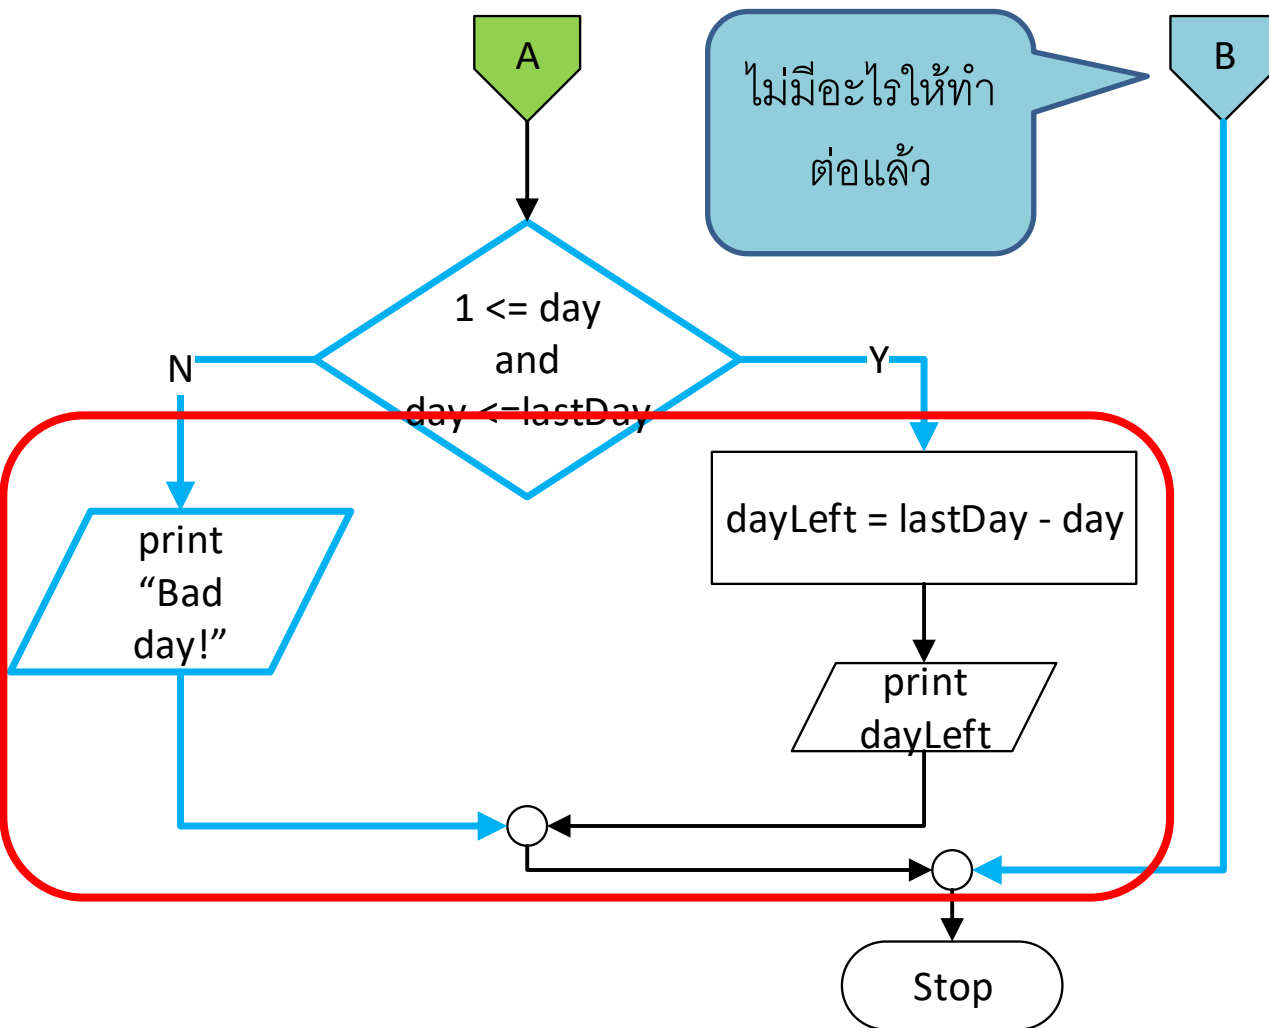 A
ไม่มีอะไรให้ทำ
ต่อแล้ว
B
1 <= day
and
day <=lastDay
N
Y
print
“Bad
day!”
dayLeft = lastDay - day
print
dayLeft
Stop